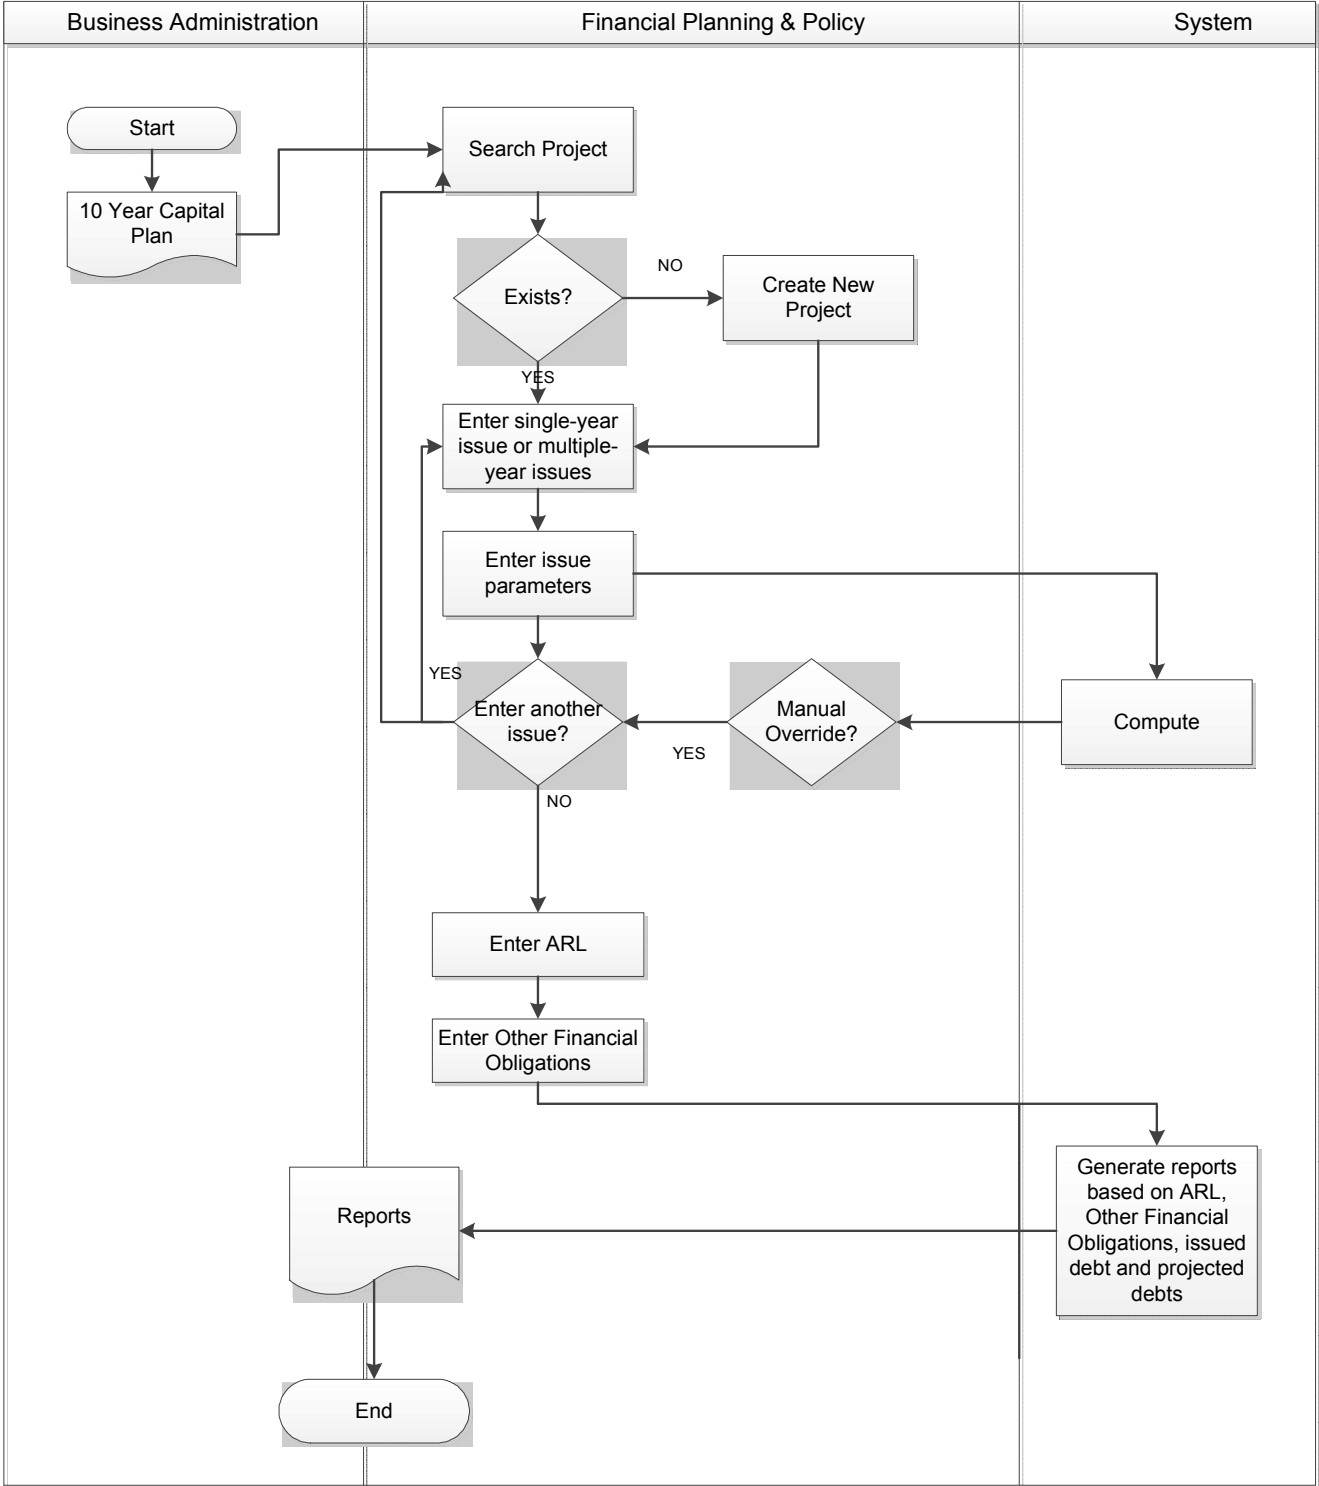 Business Administration
Financial Planning & Policy
System
Start
Search Project
10 Year Capital
Plan
NO
Exists?
Create New
Project
YES
Enter single-year
issue or multiple-
year issues
Enter issue
parameters
YES
Enter another
issue?
YES
Manual
Override?
Compute
NO
Enter ARL
Enter Other Financial
Obligations
Generate reports
based on ARL,
Other Financial
Obligations, issued
debt and projected
debts
Reports
End